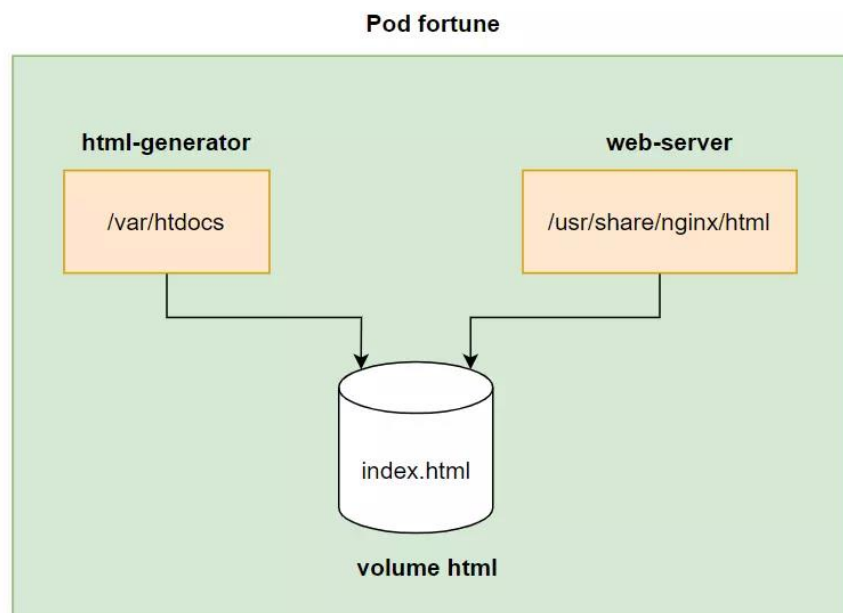 Pod fortune
html-generator
web-server
/var/htdocs
/usr/share/nginx/html
index.html
volume html